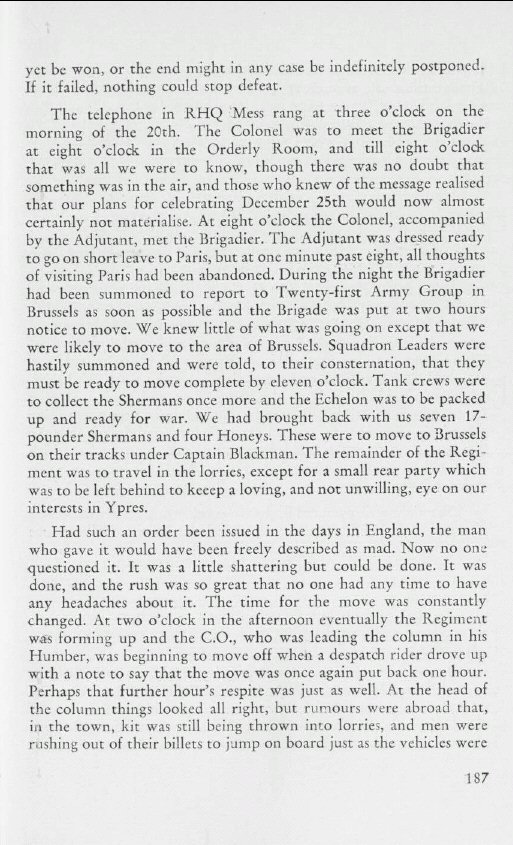 yet be won, or the end might in any case be indefinitely postponed.
If it failed, nothing could stop defeat.
The telephone in RHQ Mess rang at three o'clock on the
morning of the 20th. The Colonel was to meet the Brigadier
at eight o'clock in the Orderly Room, and till eight o'clock
that was all we were to know, though there was no doubt that
something was in the air, and those who knew of the message realised
that our plans for celebrating December 25th would now almost
certainly not materialise. At eight o'clock the Colonel, accompanied
by the Adjutant, met the Brigadier. The Adjutant was dressed ready
to go on short leave to Paris, but at one minute past eight, all thoughts
of visiting Paris had been abandoned. During the night the Brigadier
had been summoned to report to Twenty-first Army Group in
Brussels as soon as possible and the Brigade was put at two hours
notice to move. We knew little of what was going on except that we
were likely to move to the area of Brussels. Squadron Leaders were
hastily summoned and were told, to their consternation, that they
must be ready to move complete by eleven o'clock. Tank crews were
to collect the Shermans once more and the Echelon was to be packed
up and ready for war. We had brought back with us seven 17-
pounder Shermans and four Honeys. These were to move to Brussels
on their tracks under Captain Blackman. The remainder of the Regi-
ment was to travel in the lorries, except for a small rear party which
was to be left behind to keeep a loving, and not unwilling, eye on our
interests in Ypres.
Had such an order been issued in the days in England, the man
who gave it would have been freely described as mad. Now no one
questioned it. It was a little shattering but could be done. It was
done, and the rush was so great that no one had any time to have
any headaches about it. The time for the move was constantly
changed. At two o'clock in the afternoon eventually the Regiment
was forming up and the C.O., who was leading the column in his
Humber, was beginning to move off when a despatch rider drove up
with a note to say that the move was once again put back one hour.
Perhaps that further hour's respite was just as well. At the head of
the column things looked all right, but rumours were abroad that,
in the town, kit was still being thrown into lorries, and men were
rushing out of their billets to jump on board just as the vehicles were
187